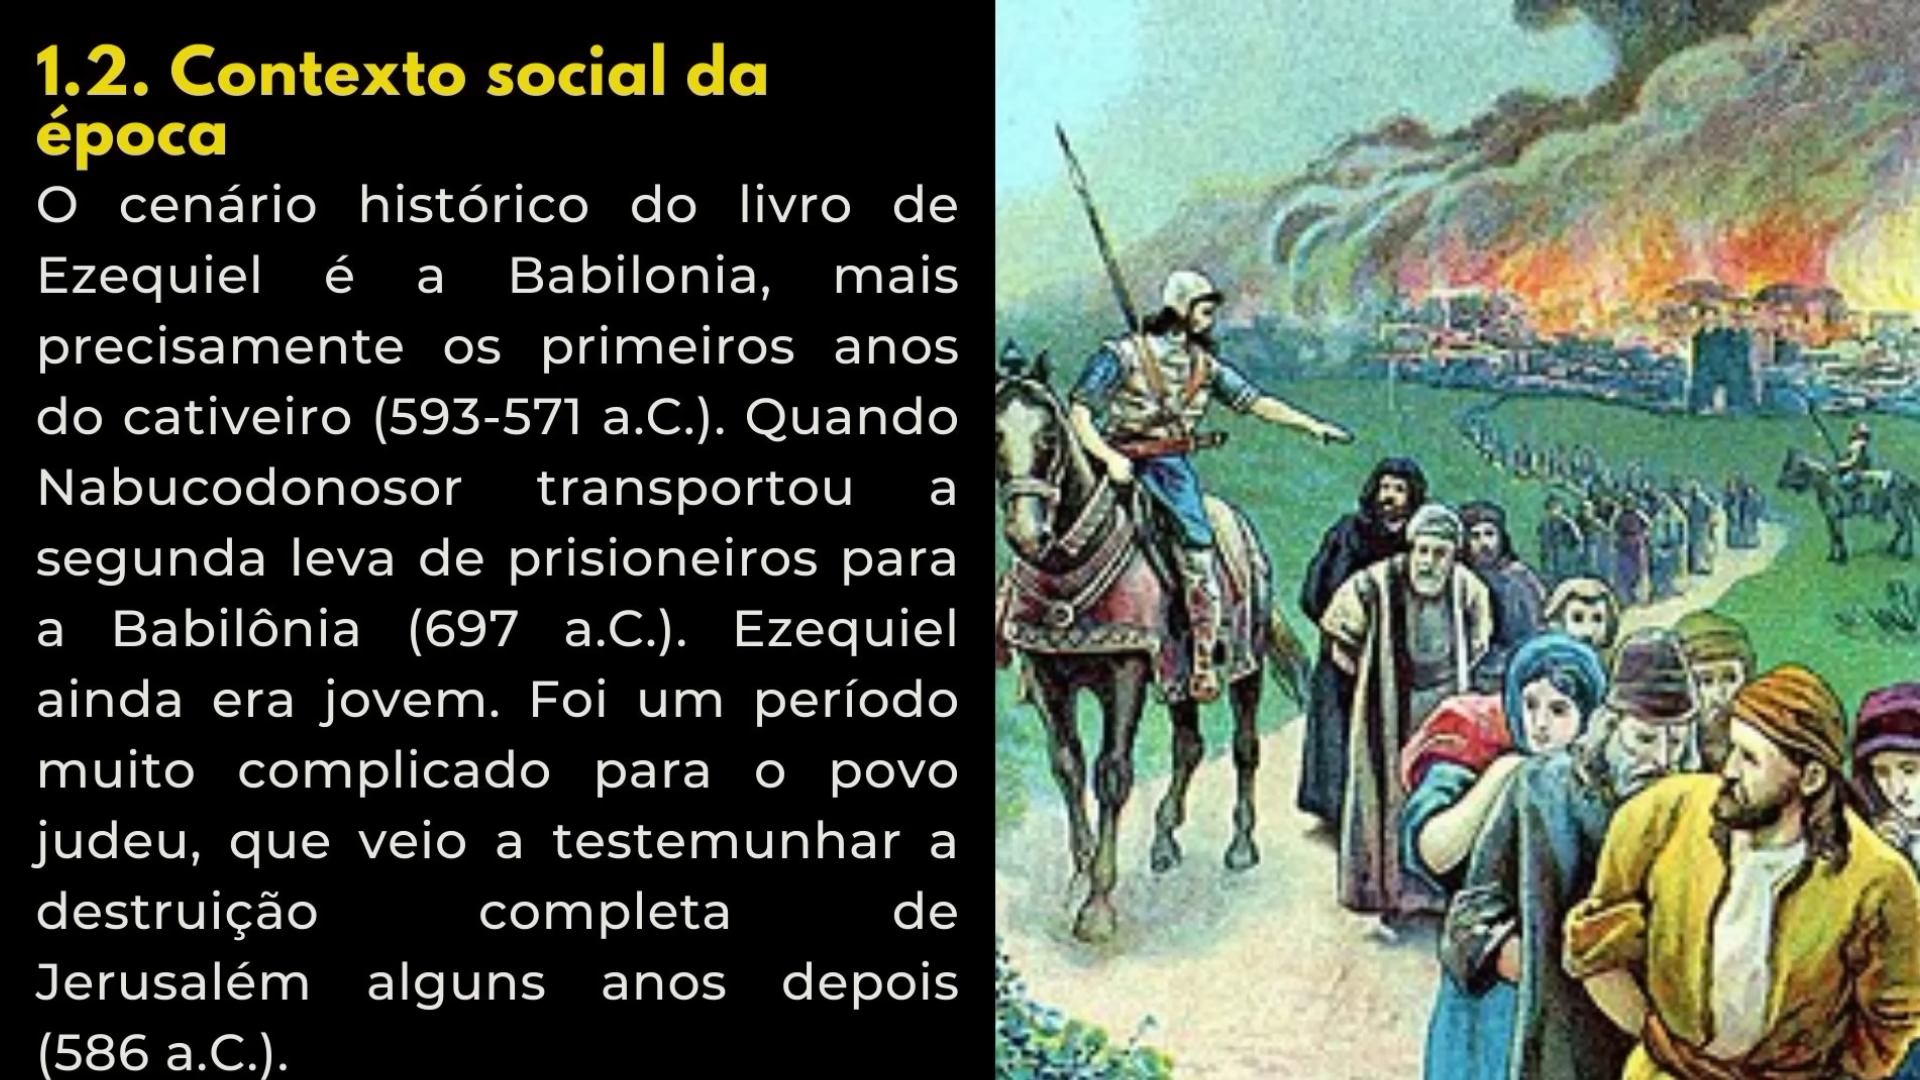 1.2. Contexto social da
época
O cenário histórico do livro de
Ezequiel é a Babilonia, mais
precisamente os primeiros anos
do cativeiro (593-571 a.C.). Quando
Nabucodonosor transportou a
segunda leva de prisioneiros para
a Babilônia (697 a.C.). Ezequiel
ainda era jovem. Foi um período
muito complicado para o povo
judeu, que veio a testemunhar a
destruição completa de
Jerusalém alguns anos depois
(586 a.C.).